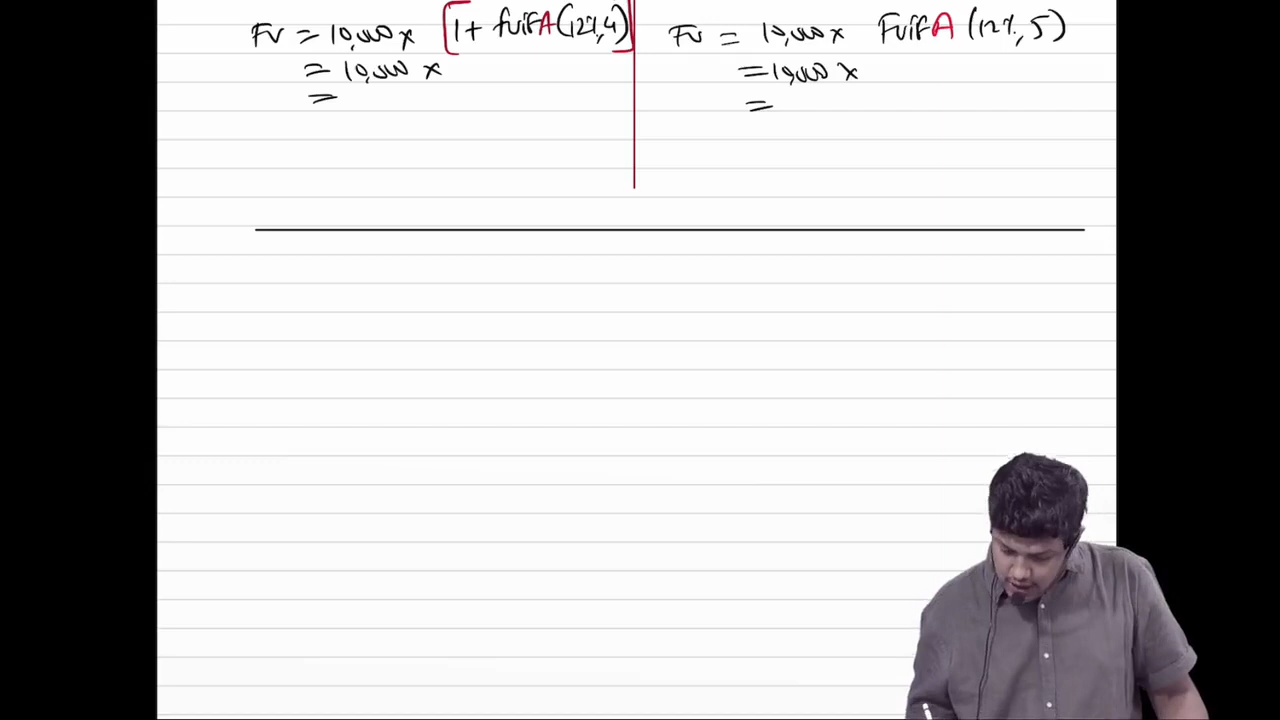 FV = 10,000 x [1 + fvifA(12%, 4)]
= 10,000 x
=
FV = 10,000 x FvifA (12%, 5)
= 10,000 x
=